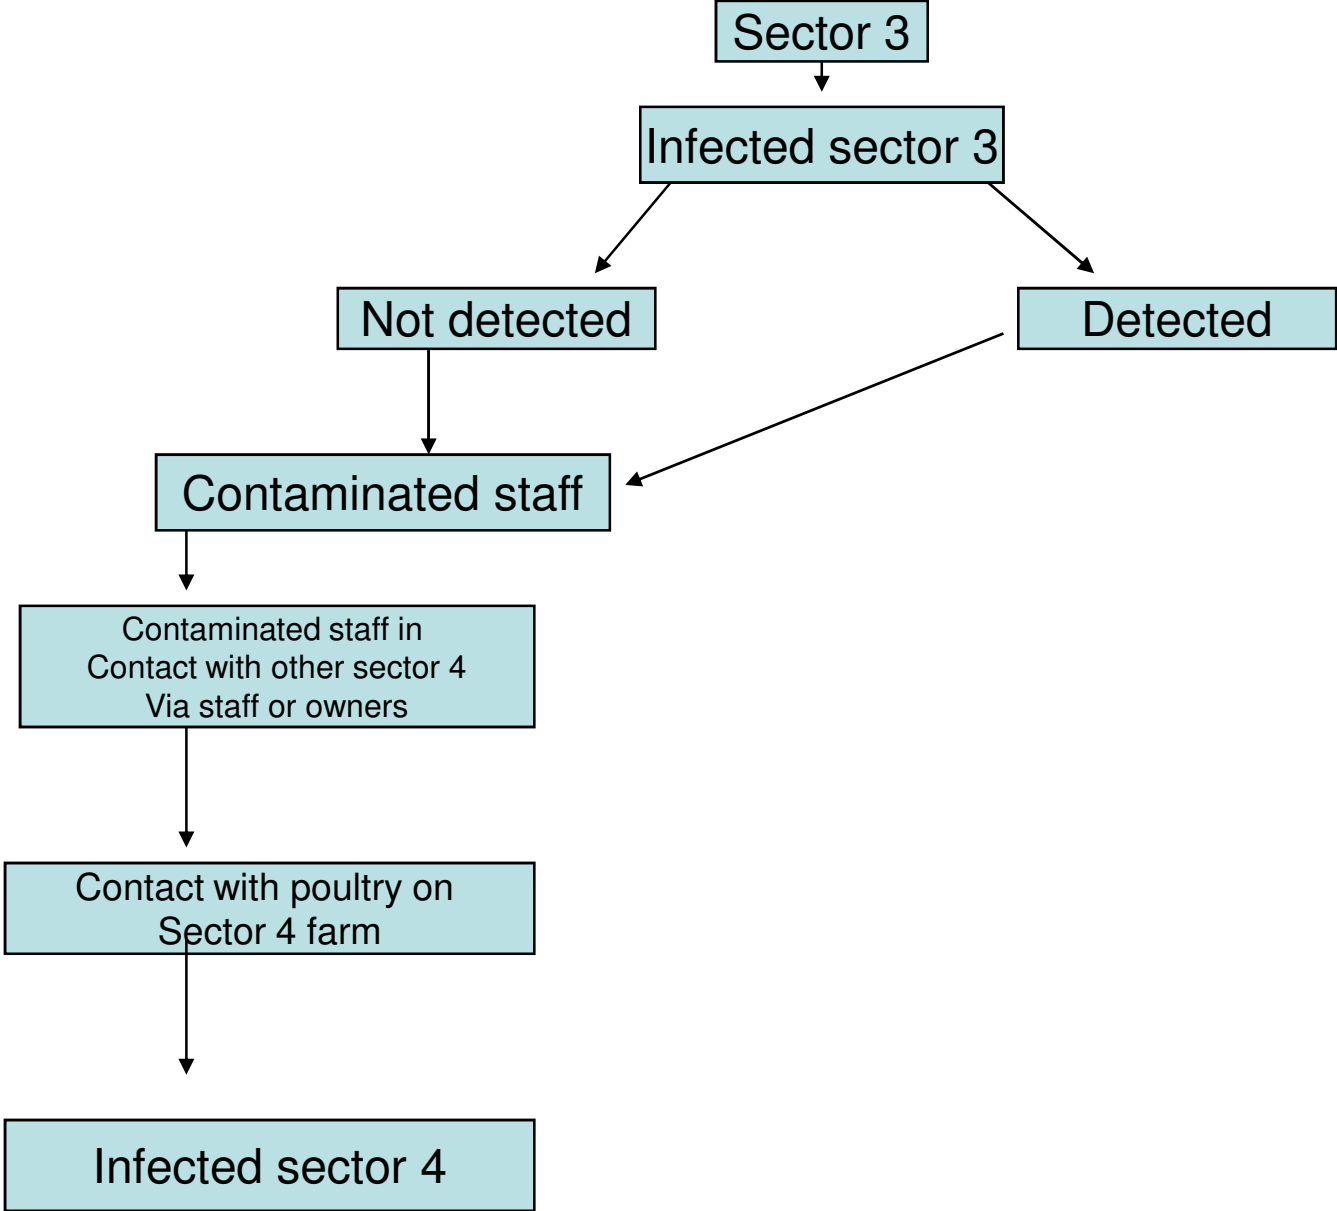 Sector 3
Infected sector 3
Not detected
Detected
Contaminated staff
Contaminated staff in
Contact with other sector 4
Via staff or owners
Contact with poultry on
Sector 4 farm
Infected sector 4